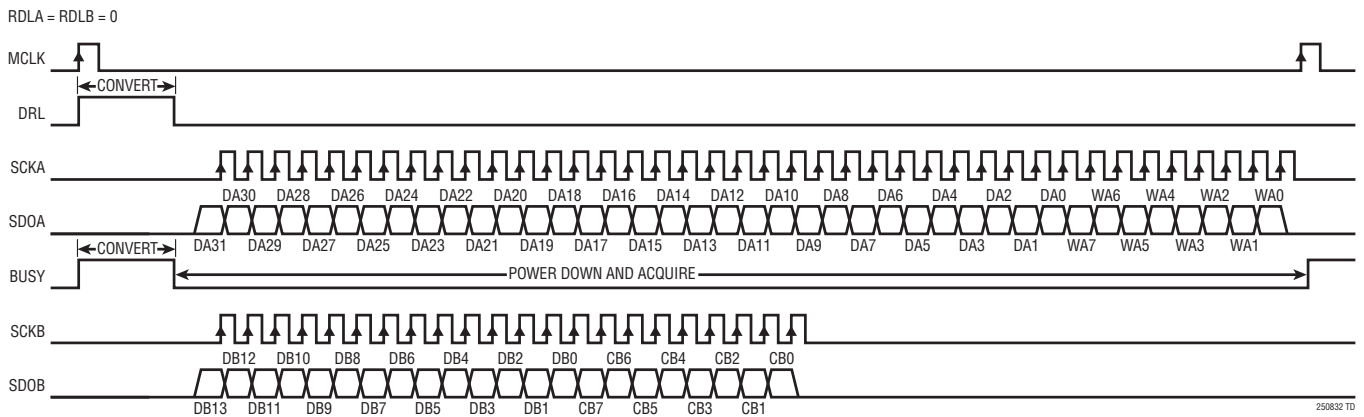 RDLA = RDLB = 0
MCLK
CONVERT
DRL
SCKA
DA30 DA28 DA26 DA24 DA22 DA20 DA18 DA16 DA14 DA12 DA10 DA8 DA6 DA4 DA2 DA0 WA6 WA4 WA2 WA0
SDOA
DA31 DA29 DA27 DA25 DA23 DA21 DA19 DA17 DA15 DA13 DA11 DA9 DA7 DA5 DA3 DA1 WA7 WA5 WA3 WA1
CONVERT
BUSY POWER DOWN AND ACQUIRE
SCKB
DB12 DB10 DB8 DB6 DB4 DB2 DB0 CB6 CB4 CB2 CB0
SDOB
DB13 DB11 DB9 DB7 DB5 DB3 DB1 CB7 CB5 CB3 CB1
250832 TD